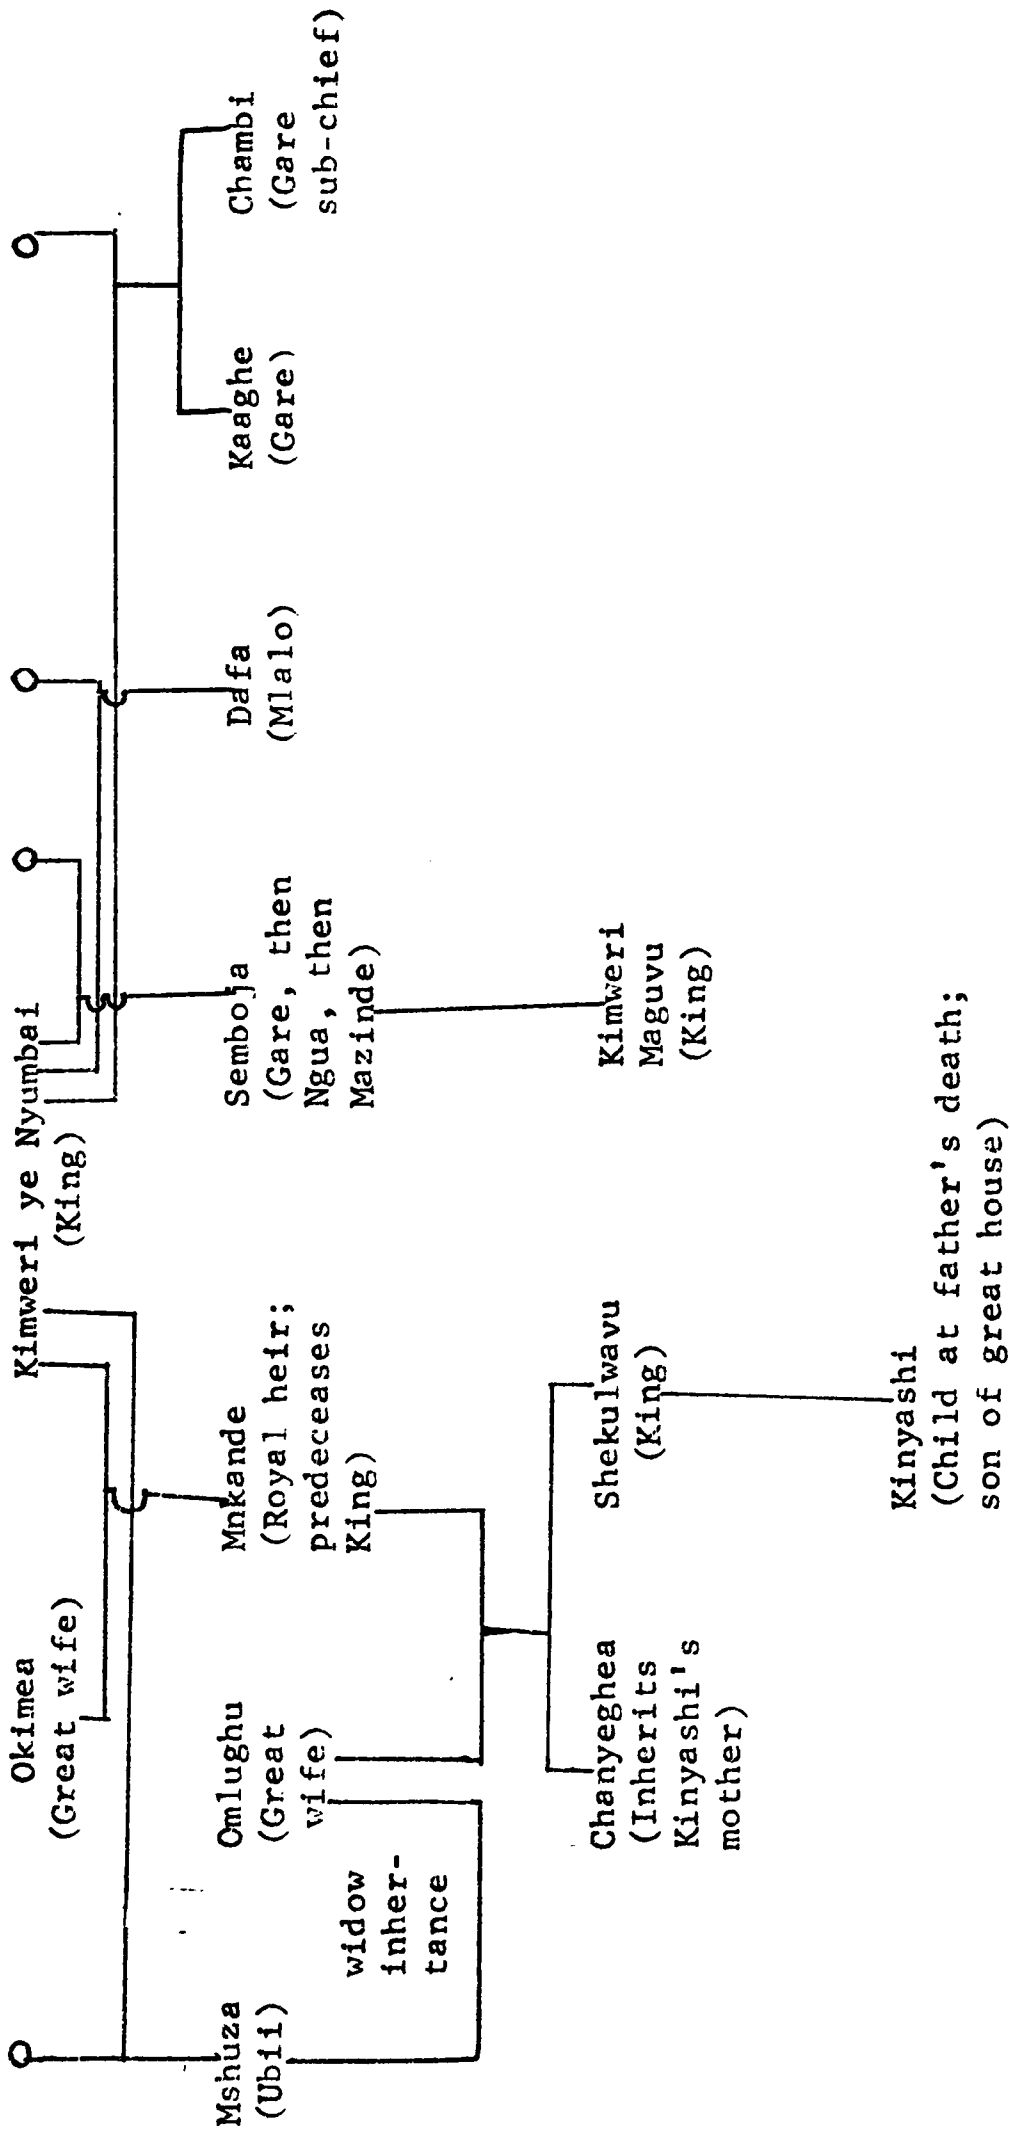 Okimea
(Great wife)
Kimweri ye Nyumbai
(King)
Mshuza
(Ubii)
widow
inher-
tance
Omlughu
(Great
wife)
Mnkande
(Royal heir;
predeceases
King)
Semboja
(Gare, then
Ngua, then
Mazinde)
Dafa
(Mlalo)
Kaaghe
(Gare)
Chambi
(Gare
sub-chief)
Chanyeghea
(Inherits
Kinyashi's
mother)
Shekulwavu
(King)
Kimweri
Maguvu
(King)
Kinyashi
(Child at father's death;
son of great house)